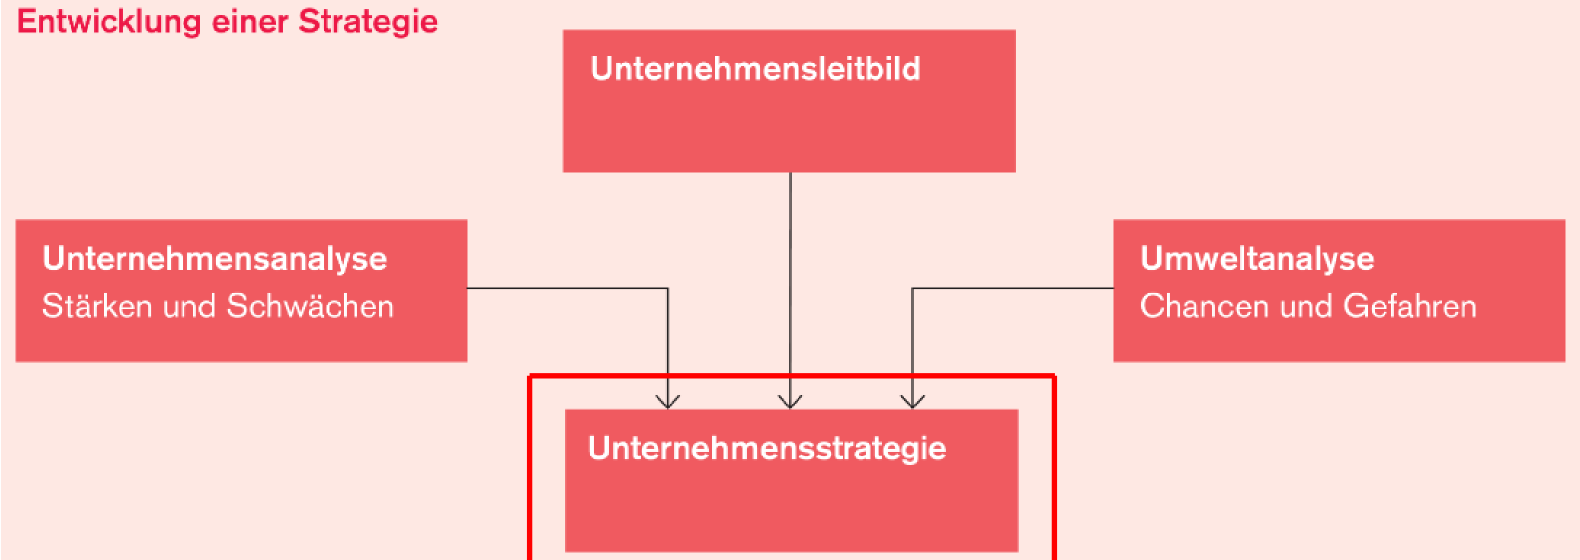 Entwicklung einer Strategie
Unternehmensleitbild
Unternehmensanalyse
Stärken und Schwächen
Umweltanalyse
Chancen und Gefahren
Unternehmensstrategie